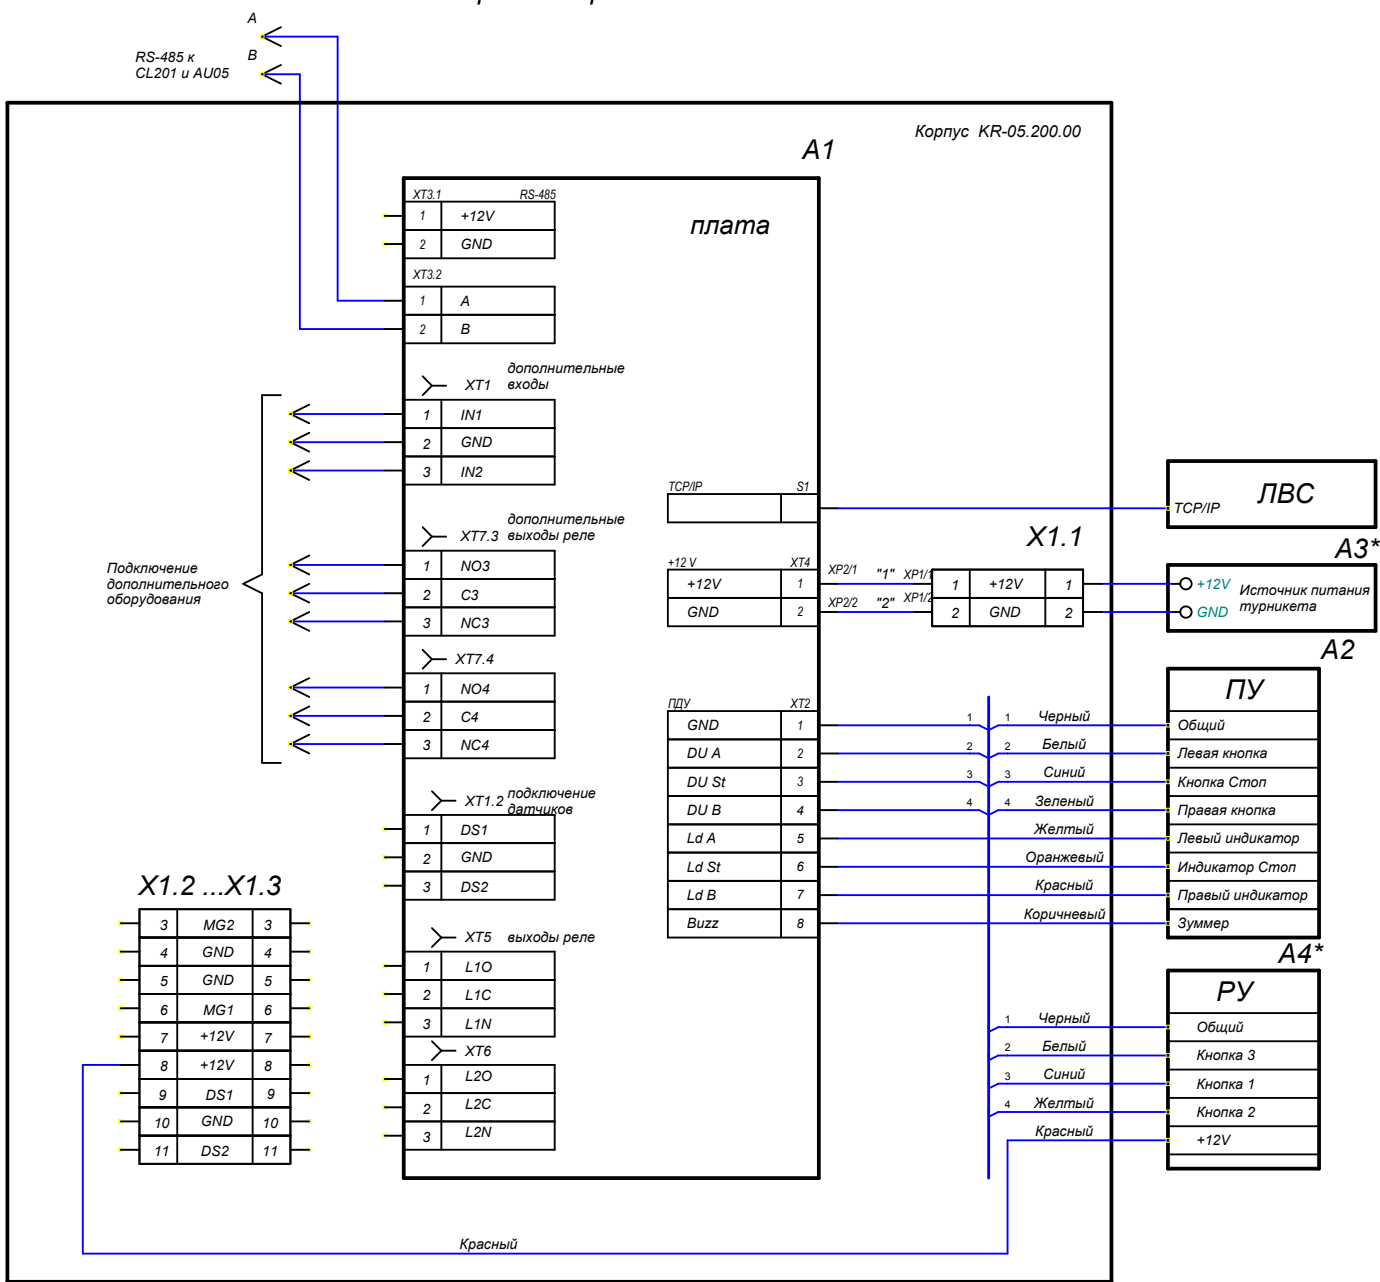 A
B
RS-485 к
CL201 и AU05
Корпус KR-05.200.00
A1
плата
XT3.1 RS-485
1 +12V
2 GND
XT3.2
1 A
2 B
XT1 дополнительные
входы
1 IN1
2 GND
3 IN2
XT7.3 дополнительные
выходы реле
1 NO3
2 C3
3 NC3
XT7.4
1 NO4
2 C4
3 NC4
Подключение
дополнительного
оборудования
XT1.2 подключение
датчиков
1 DS1
2 GND
3 DS2
XT5 выходы реле
1 L1O
2 L1C
3 L1N
XT6
1 L2O
2 L2C
3 L2N
X1.2 ...X1.3
3 MG2 3
4 GND 4
5 GND 5
6 MG1 6
7 +12V 7
8 +12V 8
9 DS1 9
10 GND 10
11 DS2 11
TCP/IP S1
+12 V XT4
+12V 1
GND 2
XP2/1 "1" XP1/1
XP2/2 "2" XP1/2
X1.1
1 +12V 1
2 GND 2
ЛВС
TCP/IP
A3*
+12V
GND
Источник питания
турникета
A2
ПДУ XT2
GND 1
DU A 2
DU St 3
DU B 4
Ld A 5
Ld St 6
Ld B 7
Buzz 8
1 1 Черный
2 2 Белый
3 3 Синий
4 4 Зеленый
Желтый
Оранжевый
Красный
Коричневый
ПУ
Общий
Левая кнопка
Кнопка Стоп
Правая кнопка
Левый индикатор
Индикатор Стоп
Правый индикатор
Зуммер
A4*
РУ
1 Черный
2 Белый
3 Синий
4 Желтый
Красный
Общий
Кнопка 3
Кнопка 1
Кнопка 2
+12V
Красный